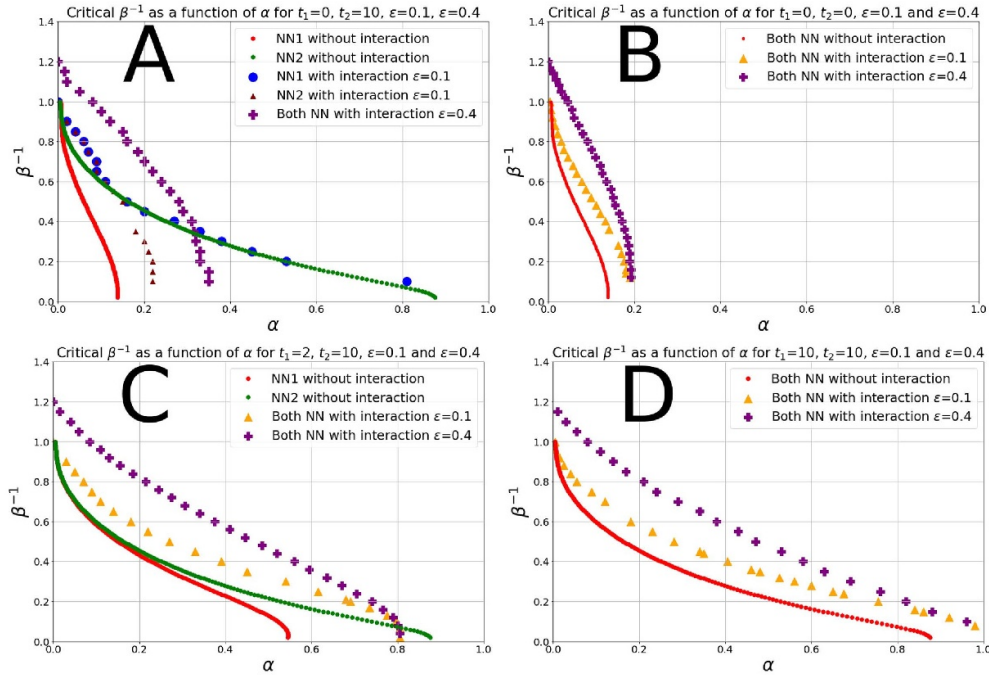 Critical β⁻¹ as a function of α for t₁=0, t₂=10, ε=0.1, ε=0.4
A
NN1 without interaction
NN2 without interaction
NN1 with interaction ε=0.1
NN2 with interaction ε=0.1
Both NN with interaction ε=0.4
β⁻¹
1.4
1.2
1.0
0.8
0.6
0.4
0.2
0.0
0.0 0.2 0.4 0.6 0.8 1.0
α
Critical β⁻¹ as a function of α for t₁=0, t₂=0, ε=0.1 and ε=0.4
B
Both NN without interaction
Both NN with interaction ε=0.1
Both NN with interaction ε=0.4
β⁻¹
1.4
1.2
1.0
0.8
0.6
0.4
0.2
0.0
0.0 0.2 0.4 0.6 0.8 1.0
α
Critical β⁻¹ as a function of α for t₁=2, t₂=10, ε=0.1 and ε=0.4
C
NN1 without interaction
NN2 without interaction
Both NN with interaction ε=0.1
Both NN with interaction ε=0.4
β⁻¹
1.4
1.2
1.0
0.8
0.6
0.4
0.2
0.0
0.0 0.2 0.4 0.6 0.8 1.0
α
Critical β⁻¹ as a function of α for t₁=10, t₂=10, ε=0.1 and ε=0.4
D
Both NN without interaction
Both NN with interaction ε=0.1
Both NN with interaction ε=0.4
β⁻¹
1.4
1.2
1.0
0.8
0.6
0.4
0.2
0.0
0.0 0.2 0.4 0.6 0.8 1.0
α